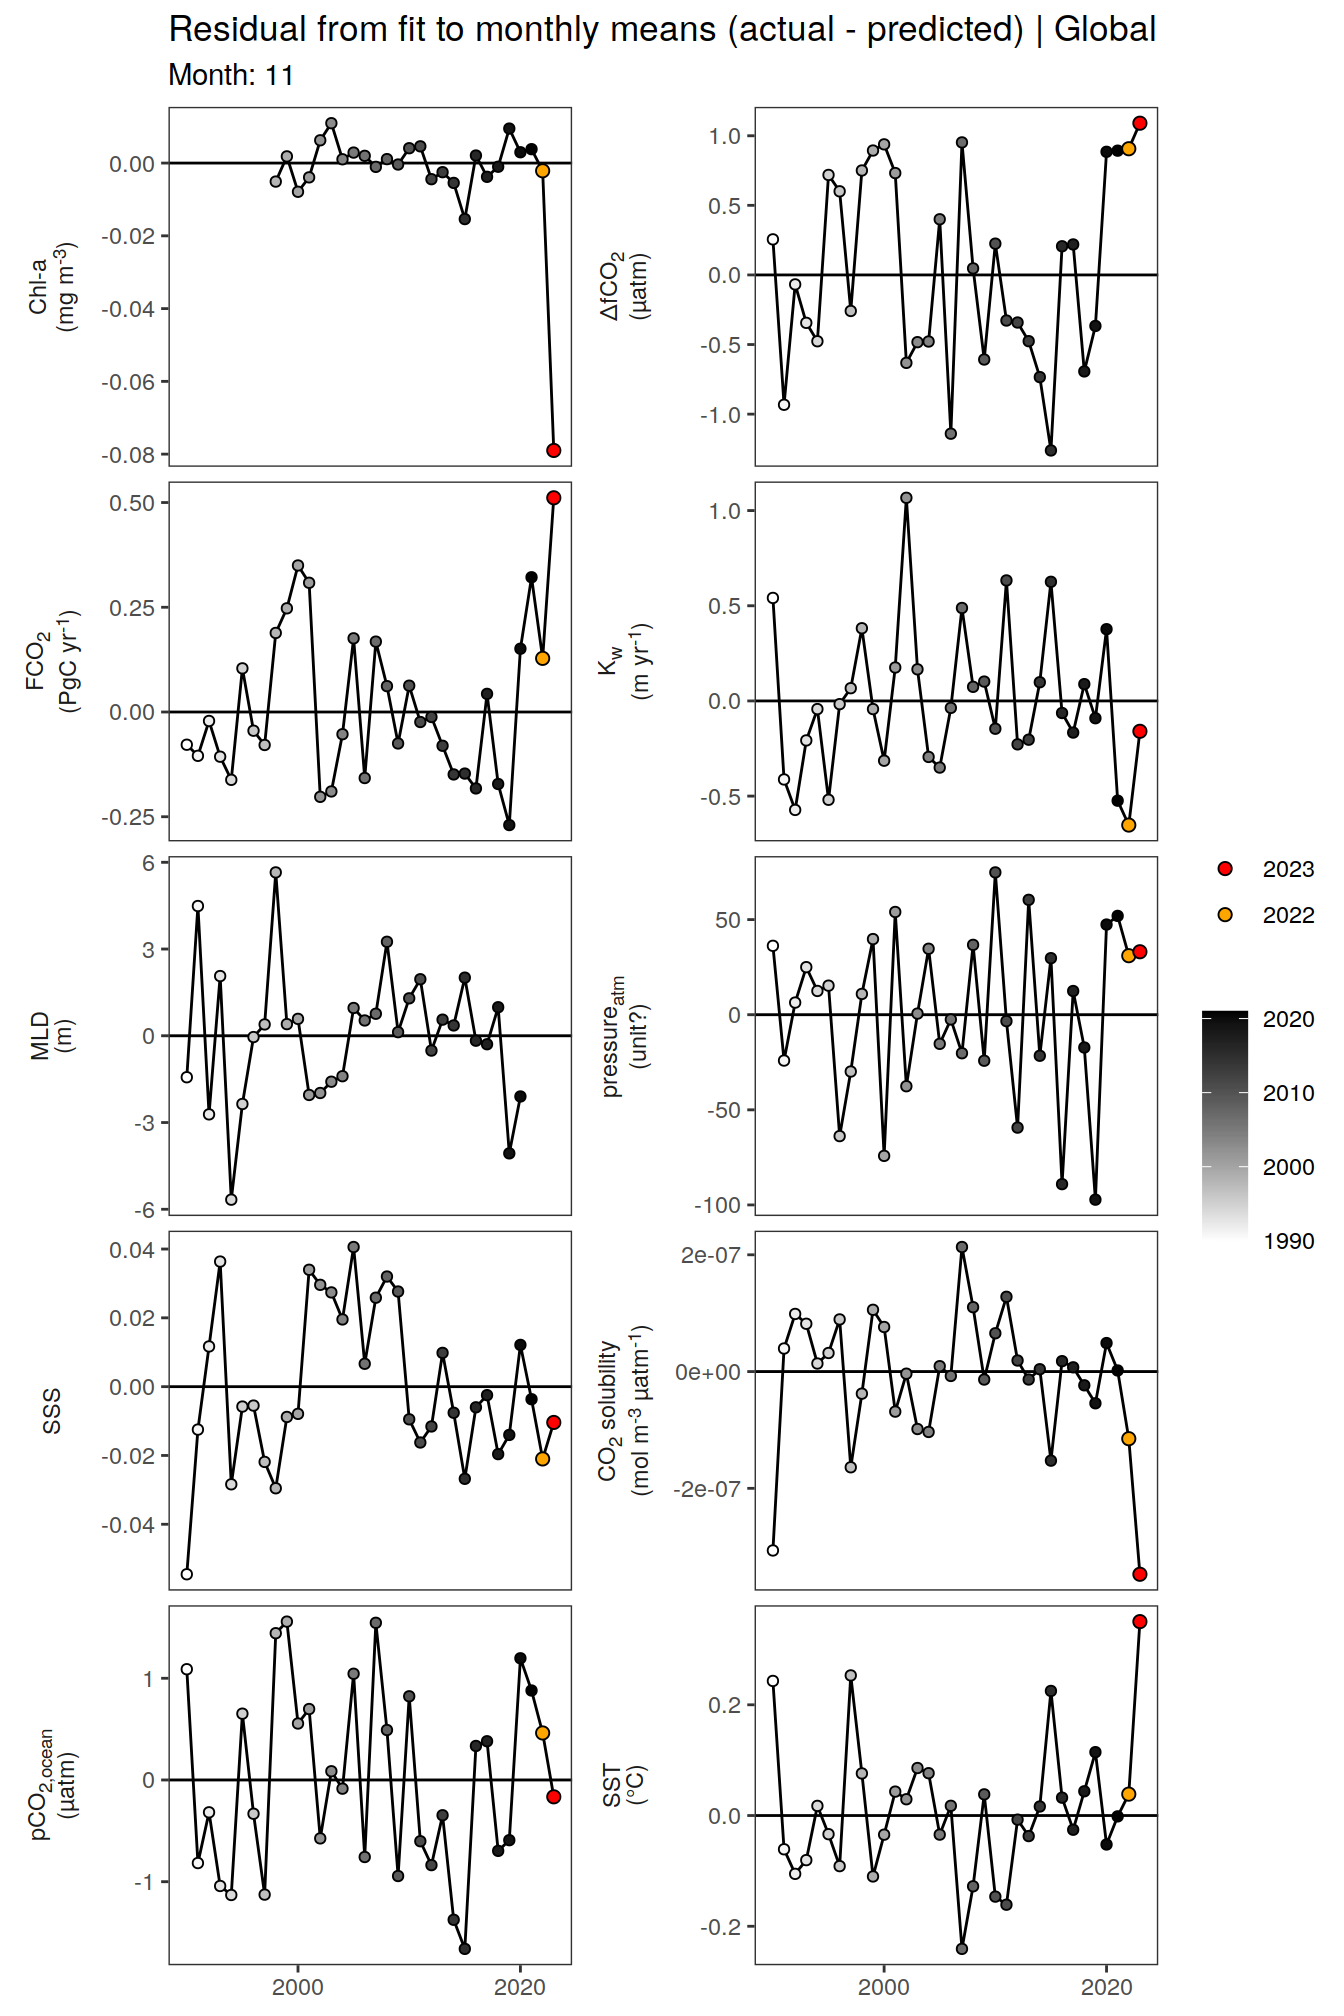 Residual from fit to monthly means (actual - predicted) | Global
Month: 11
Chl-a
(mg m-3)
0.00
-0.02
-0.04
-0.06
-0.08
ΔfCO2
(µatm)
1.0
0.5
0.0
-0.5
-1.0
FCO2
(PgC yr-1)
0.50
0.25
0.00
-0.25
Kw
(m yr-1)
1.0
0.5
0.0
-0.5
MLD
(m)
6
3
0
-3
-6
pressureatm
(unit?)
50
0
-50
-100
SSS
0.04
0.02
0.00
-0.02
-0.04
CO2 solubility
(mol m-3 µatm-1)
2e-07
0e+00
-2e-07
pCO2,ocean
(µatm)
1
0
-1
SST
(°C)
0.2
0.0
-0.2
2000
2020
2000
2020
2023
2022
2020
2010
2000
1990